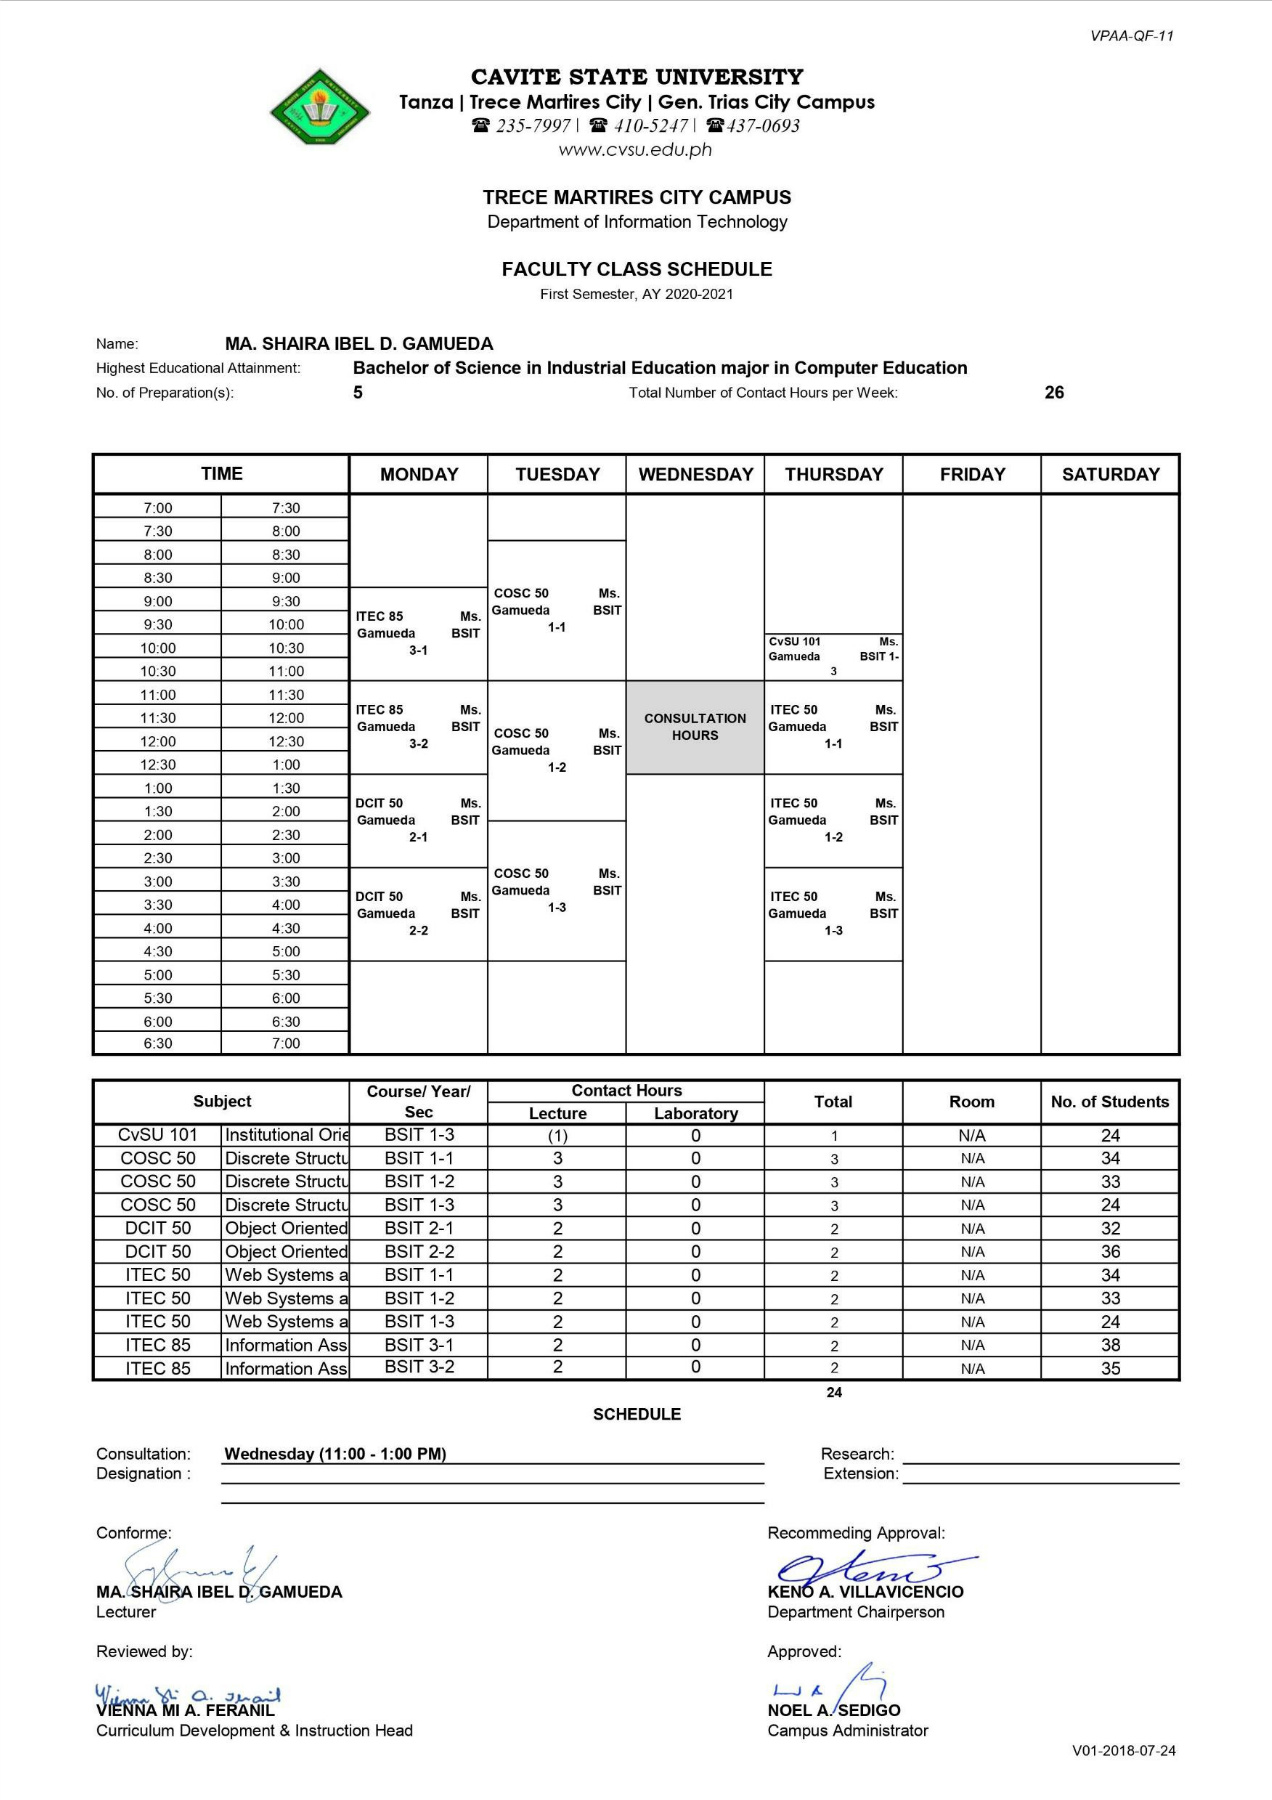 VPAA-QF-11
CAVITE STATE UNIVERSITY
Tanza | Trece Martires City | Gen. Trias City Campus
☎ 235-7997 | ☎ 410-5247 | ☎ 437-0693
www.cvsu.edu.ph
TRECE MARTIRES CITY CAMPUS
Department of Information Technology
FACULTY CLASS SCHEDULE
First Semester, AY 2020-2021
Name: MA. SHAIRA IBEL D. GAMUEDA
Highest Educational Attainment: Bachelor of Science in Industrial Education major in Computer Education
No. of Preparation(s): 5 Total Number of Contact Hours per Week: 26
TIME MONDAY TUESDAY WEDNESDAY THURSDAY FRIDAY SATURDAY
7:00 7:30
7:30 8:00
8:00 8:30
8:30 9:00
9:00 9:30
9:30 10:00
10:00 10:30
10:30 11:00
11:00 11:30
11:30 12:00
12:00 12:30
12:30 1:00
1:00 1:30
1:30 2:00
2:00 2:30
2:30 3:00
3:00 3:30
3:30 4:00
4:00 4:30
4:30 5:00
5:00 5:30
5:30 6:00
6:00 6:30
6:30 7:00
ITEC 85 Ms.
Gamueda BSIT
3-1
ITEC 85 Ms.
Gamueda BSIT
3-2
DCIT 50 Ms.
Gamueda BSIT
2-1
DCIT 50 Ms.
Gamueda BSIT
2-2
COSC 50 Ms.
Gamueda BSIT
1-1
COSC 50 Ms.
Gamueda BSIT
1-2
COSC 50 Ms.
Gamueda BSIT
1-3
CONSULTATION
HOURS
CvSU 101 Ms.
Gamueda BSIT 1-
3
ITEC 50 Ms.
Gamueda BSIT
1-1
ITEC 50 Ms.
Gamueda BSIT
1-2
ITEC 50 Ms.
Gamueda BSIT
1-3
Subject Course/ Year/ Sec Contact Hours Total Room No. of Students
Lecture Laboratory
CvSU 101 Institutional Orie BSIT 1-3 (1) 0 1 N/A 24
COSC 50 Discrete Structu BSIT 1-1 3 0 3 N/A 34
COSC 50 Discrete Structu BSIT 1-2 3 0 3 N/A 33
COSC 50 Discrete Structu BSIT 1-3 3 0 3 N/A 24
DCIT 50 Object Oriented BSIT 2-1 2 0 2 N/A 32
DCIT 50 Object Oriented BSIT 2-2 2 0 2 N/A 36
ITEC 50 Web Systems a BSIT 1-1 2 0 2 N/A 34
ITEC 50 Web Systems a BSIT 1-2 2 0 2 N/A 33
ITEC 50 Web Systems a BSIT 1-3 2 0 2 N/A 24
ITEC 85 Information Ass BSIT 3-1 2 0 2 N/A 38
ITEC 85 Information Ass BSIT 3-2 2 0 2 N/A 35
24
SCHEDULE
Consultation: Wednesday (11:00 - 1:00 PM) Research:
Designation : Extension:
Conforme: Recommeding Approval:
MA. SHAIRA IBEL D. GAMUEDA KENO A. VILLAVICENCIO
Lecturer Department Chairperson
Reviewed by: Approved:
VIENNA MI A. FERANIL NOEL A. SEDIGO
Curriculum Development & Instruction Head Campus Administrator
V01-2018-07-24